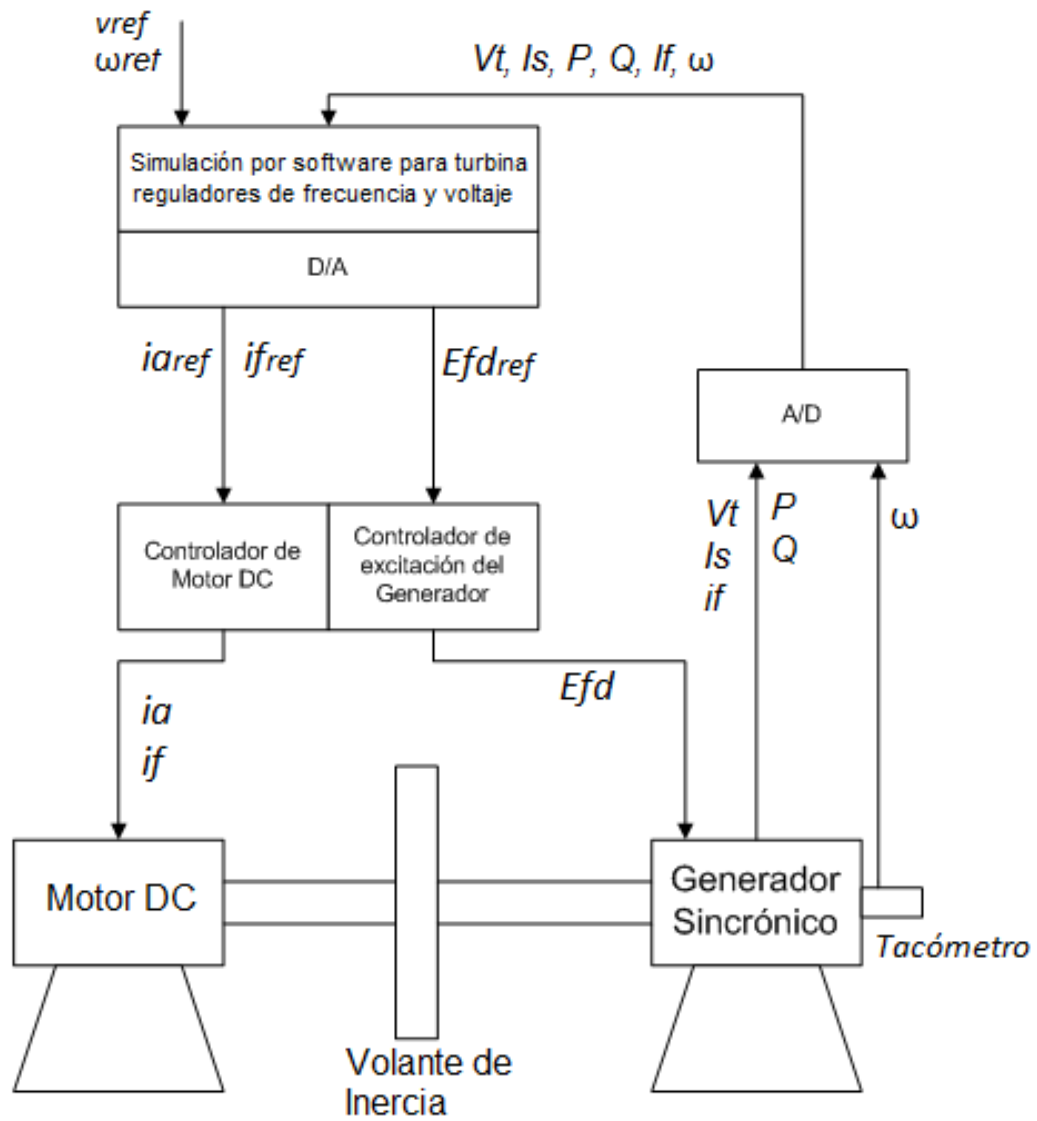 vref
ωref
Vt, Is, P, Q, If, ω
Simulación por software para turbina
reguladores de frecuencia y voltaje
D/A
iaref ifref
Efdref
A/D
Controlador de
Motor DC
Controlador de
excitación del
Generador
Vt
Is
if
P
Q
ω
ia
if
Efd
Motor DC
Generador
Sincrónico
Tacómetro
Volante de
Inercia